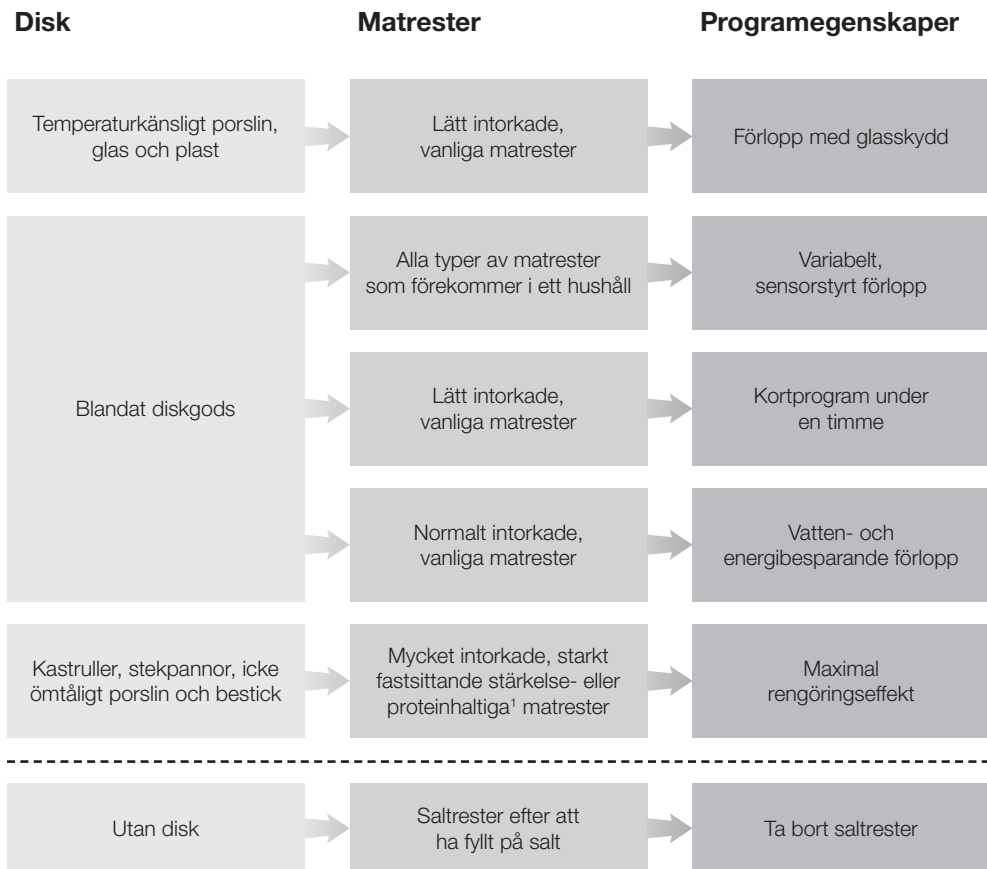 Disk
Matrester
Programegenskaper
Temperaturkänsligt porslin,
glas och plast
Lätt intorkade,
vanliga matrester
Förlopp med glasskydd
Blandat diskgods
Alla typer av matrester
som förekommer i ett hushåll
Variabelt,
sensorstyrt förlopp
Lätt intorkade,
vanliga matrester
Kortprogram under
en timme
Normalt intorkade,
vanliga matrester
Vatten- och
energibesparande förlopp
Kastruller, stekpannor, icke
ömtåligt porslin och bestick
Mycket intorkade, starkt
fastsittande stärkelse- eller
proteinhaltiga¹ matrester
Maximal
rengöringseffekt
Utan disk
Saltrester efter att
ha fyllt på salt
Ta bort saltrester